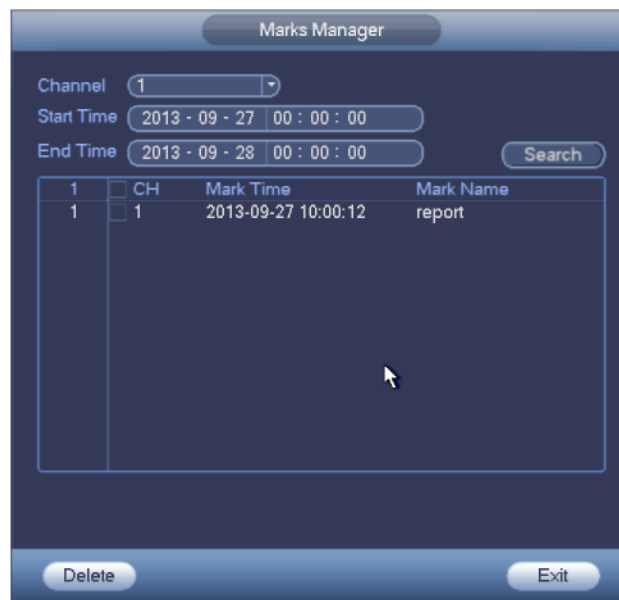 Marks Manager
Channel 1
Start Time 2013 - 09 - 27 00 : 00 : 00
End Time 2013 - 09 - 28 00 : 00 : 00 Search
1 CH Mark Time Mark Name
1 1 2013-09-27 10:00:12 report
Delete Exit